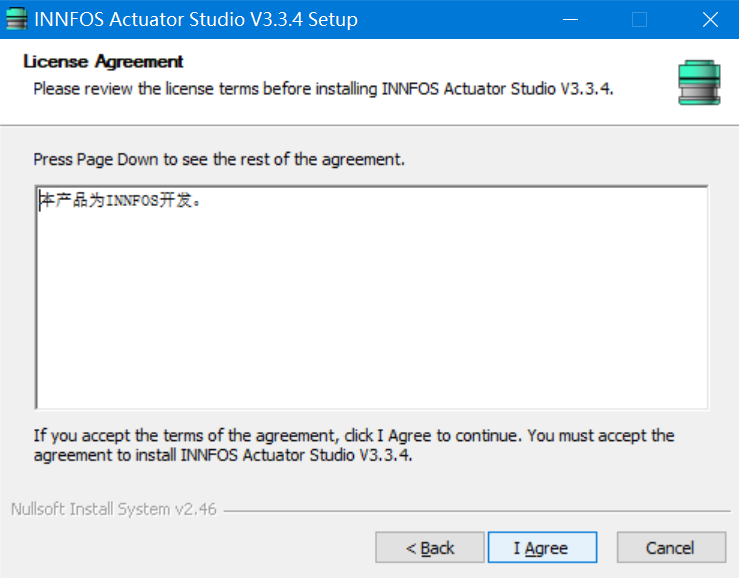 INNFOS Actuator Studio V3.3.4 Setup
License Agreement
Please review the license terms before installing INNFOS Actuator Studio V3.3.4.
Press Page Down to see the rest of the agreement.
本产品为INNFOS开发。
If you accept the terms of the agreement, click I Agree to continue. You must accept the
agreement to install INNFOS Actuator Studio V3.3.4.
Nullsoft Install System v2.46
< Back
I Agree
Cancel